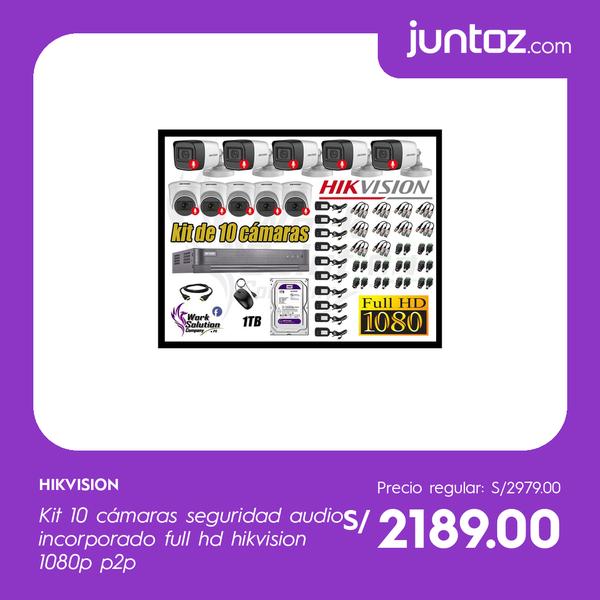 juntoz.com
HIKVISION
kit de 10 cámaras
1TB
Full HD
1080
Work
Solution
Company
HIKVISION
Kit 10 cámaras seguridad audio
incorporado full hd hikvision
1080p p2p
Precio regular: S/2979.00
S/ 2189.00